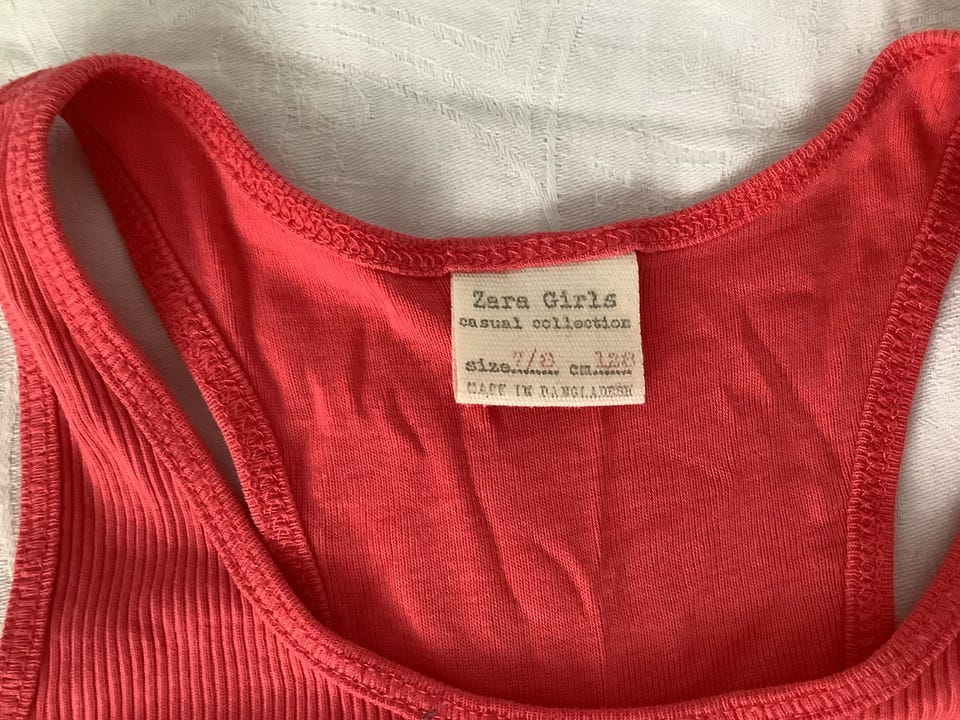 Zara Girls
casual collection
size 7/8 cm 128
MADE IN BANGLADESH